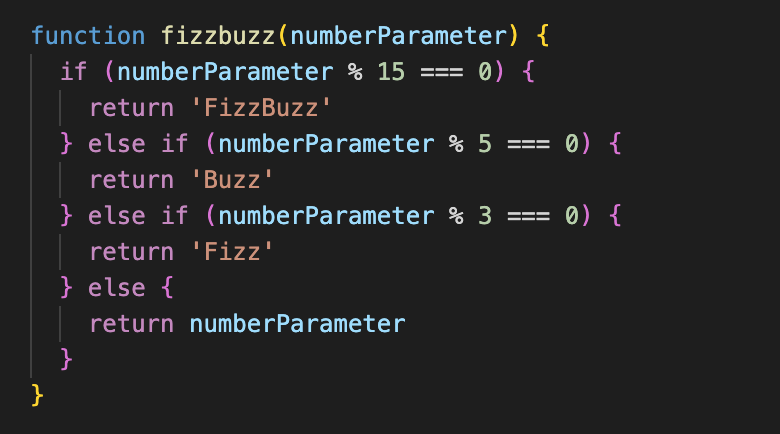 function fizzbuzz(numberParameter) {
  if (numberParameter % 15 === 0) {
    return 'FizzBuzz'
  } else if (numberParameter % 5 === 0) {
    return 'Buzz'
  } else if (numberParameter % 3 === 0) {
    return 'Fizz'
  } else {
    return numberParameter
  }
}